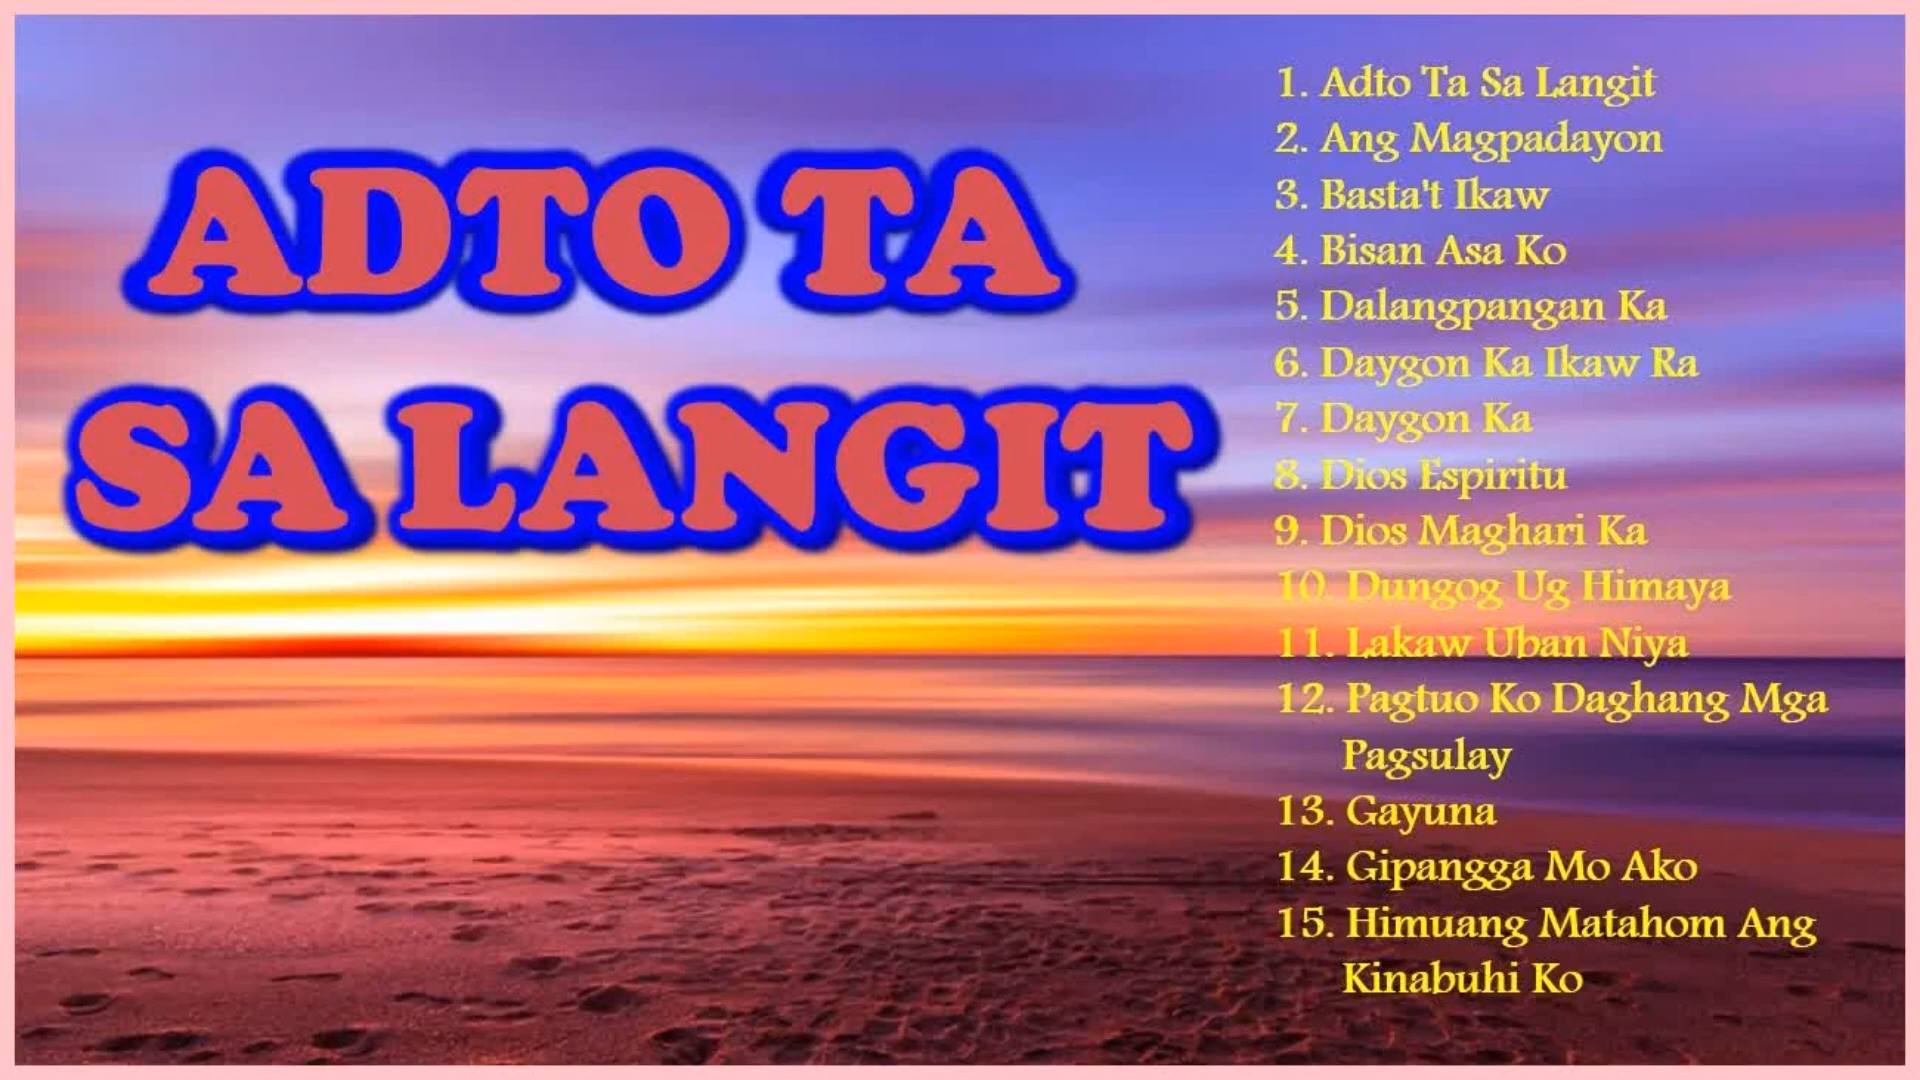 ADTO TA
SA LANGIT
1. Adto Ta Sa Langit
2. Ang Magpadayon
3. Basta't Ikaw
4. Bisan Asa Ko
5. Dalangpangan Ka
6. Daygon Ka Ikaw Ra
7. Daygon Ka
8. Dios Espiritu
9. Dios Maghari Ka
10. Dungog Ug Himaya
11. Lakaw Uban Niya
12. Pagtuo Ko Daghang Mga
Pagsulay
13. Gayuna
14. Gipangga Mo Ako
15. Himuang Matahom Ang
Kinabuhi Ko